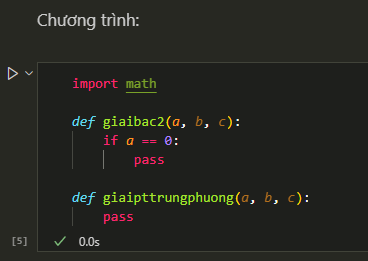 Chương trình:
import math
def giaibac2(a, b, c):
    if a == 0:
        pass
def giaipttrungphuong(a, b, c):
    pass
[5]
0.0s